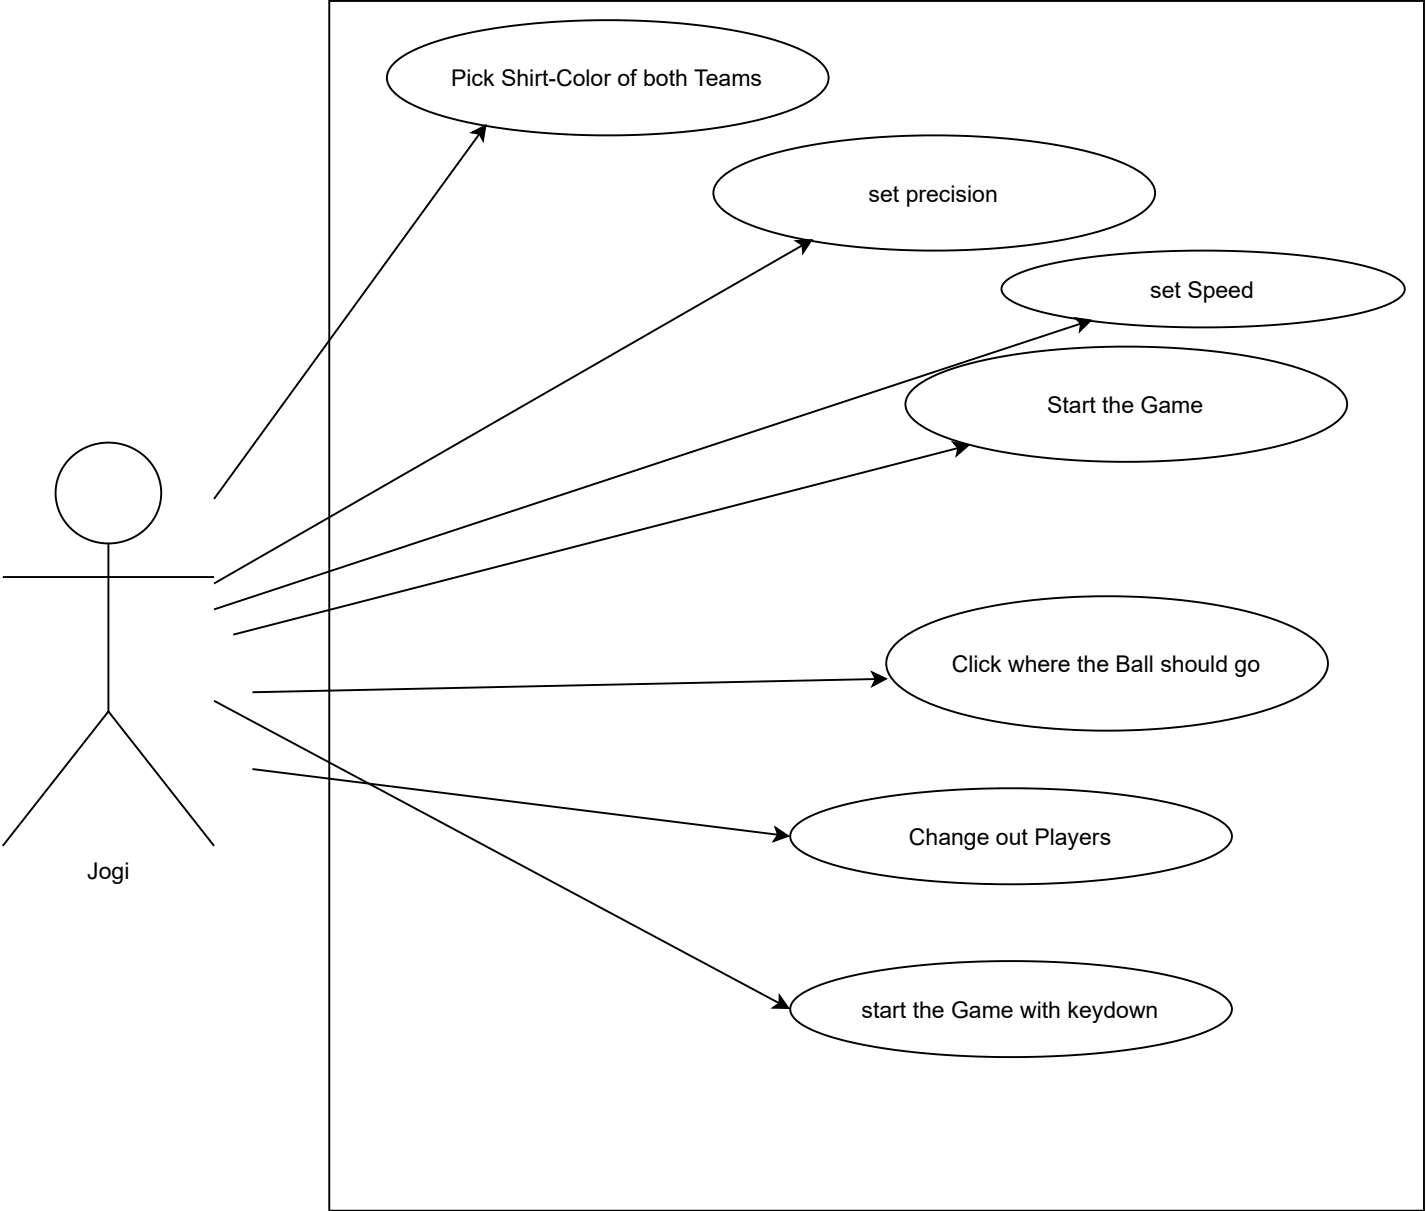 Pick Shirt-Color of both Teams
set precision
set Speed
Start the Game
Click where the Ball should go
Change out Players
Jogi
start the Game with keydown